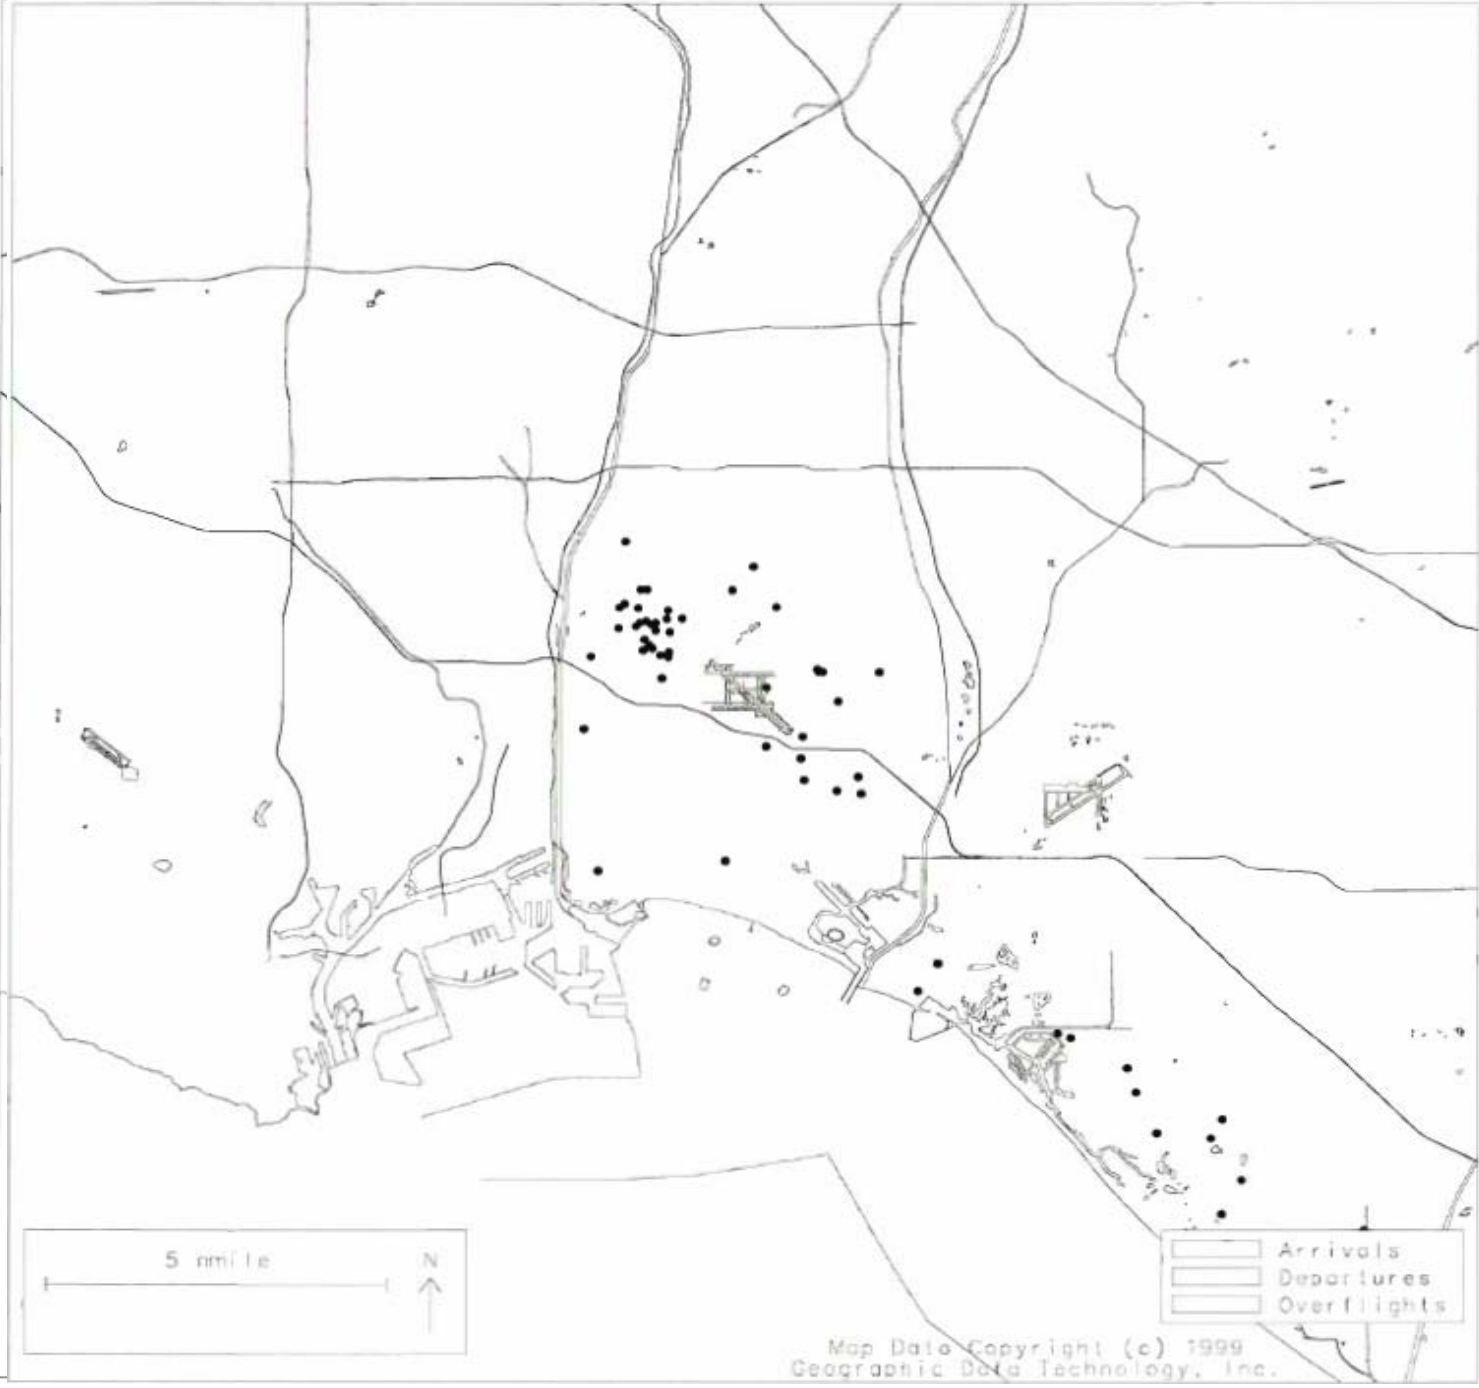 5 nmile
N
Arrivals
Departures
Overflights
Map Data Copyright (c) 1999
Geographic Data Technology, Inc.